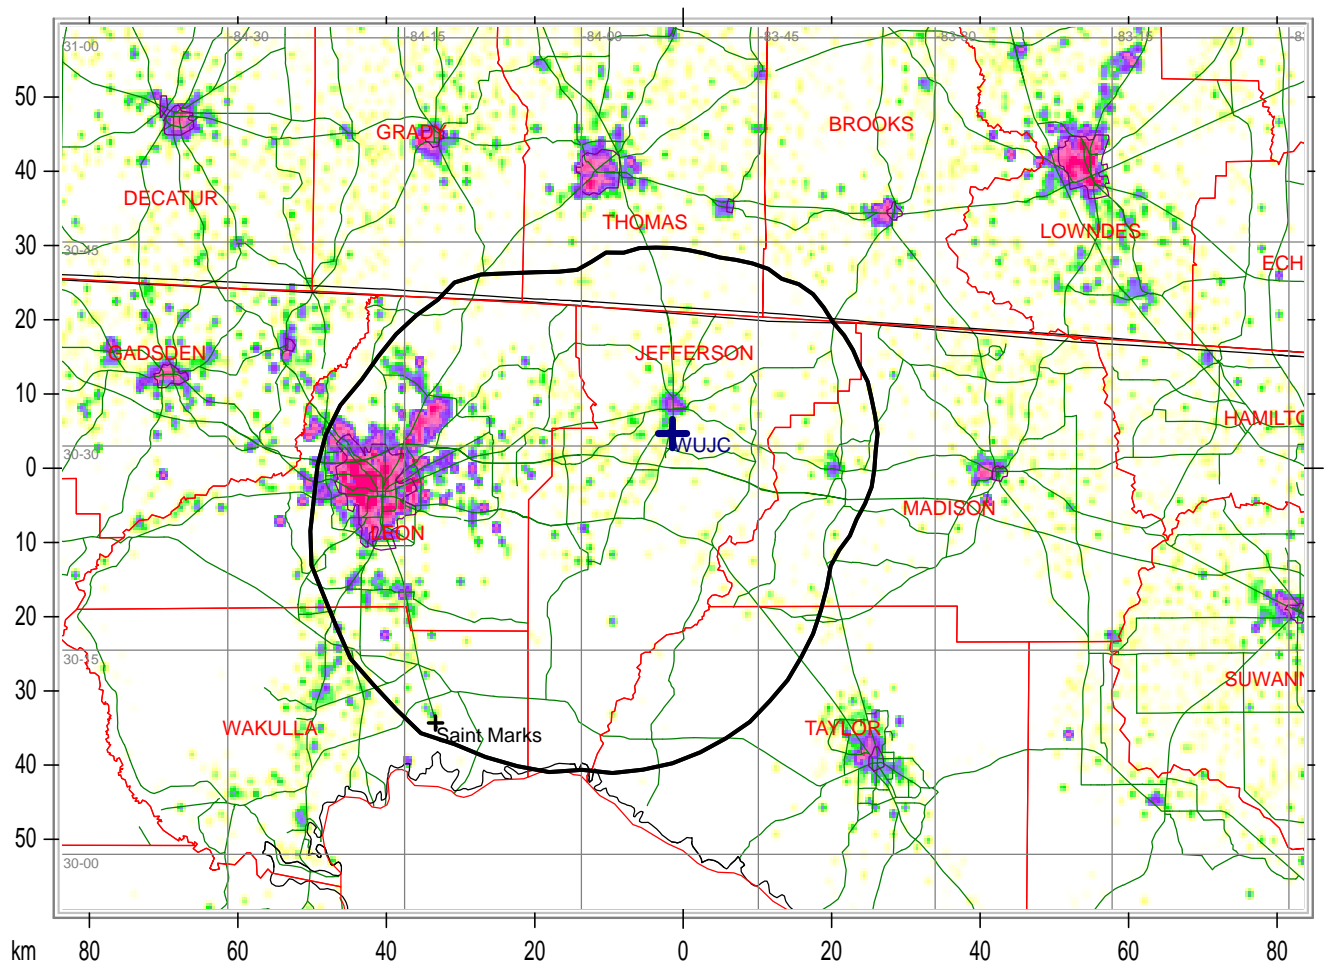 31-00
-84-30
-84-15
-84-00
-83-45
-83-30
-83-15
83
50
GRADY
BROOKS
40
DECATUR
THOMAS
LOWNDES
30
30-45
ECH
20
GADSDEN
JEFFERSON
10
HAMILTO
WUJC
30-30
0
MADISON
LEON
10
20
30-15
SUWANN
30
WAKULLA
Saint Marks
TAYLOR
40
50
30-00
km 80 60 40 20 0 20 40 60 80